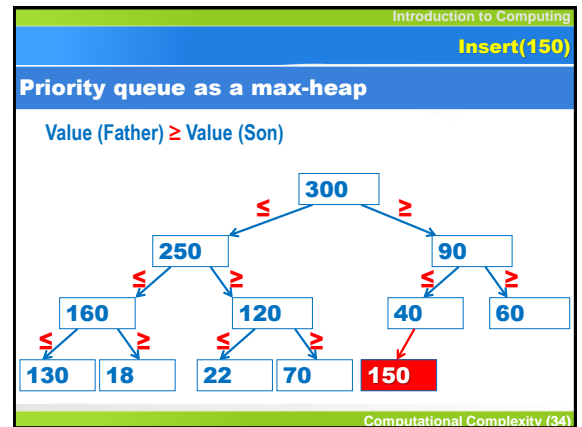 Introduction to Computing
Insert(150)
Priority queue as a max-heap
Value (Father) ≥ Value (Son)
300
≤ ≥
250 90
≤ ≥ ≤ ≥
160 120 40 60
≤ ≥ ≤ ≥
130 18 22 70 150
Computational Complexity (34)